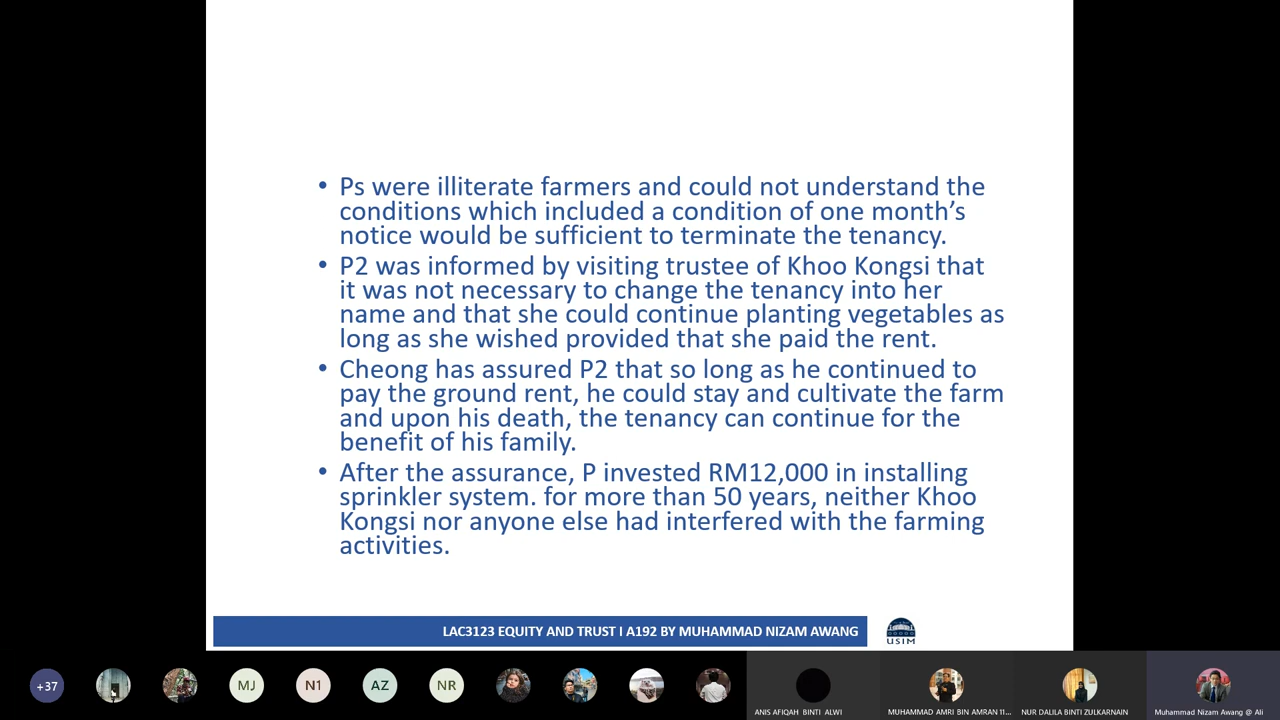 • Ps were illiterate farmers and could not understand the
conditions which included a condition of one month's
notice would be sufficient to terminate the tenancy.
• P2 was informed by visiting trustee of Khoo Kongsi that
it was not necessary to change the tenancy into her
name and that she could continue planting vegetables as
long as she wished provided that she paid the rent.
• Cheong has assured P2 that so long as he continued to
pay the ground rent, he could stay and cultivate the farm
and upon his death, the tenancy can continue for the
benefit of his family.
• After the assurance, P invested RM12,000 in installing
sprinkler system. for more than 50 years, neither Khoo
Kongsi nor anyone else had interfered with the farming
activities.
LAC3123 EQUITY AND TRUST I A192 BY MUHAMMAD NIZAM AWANG
USIM
+37
MJ
N1
AZ
NR
ANIS AFIQAH BINTI ALWI
MUHAMMAD AMRI BIN AMRAN 11...
NUR DALILA BINTI ZULKARNAIN
Muhammad Nizam Awang @ Ali